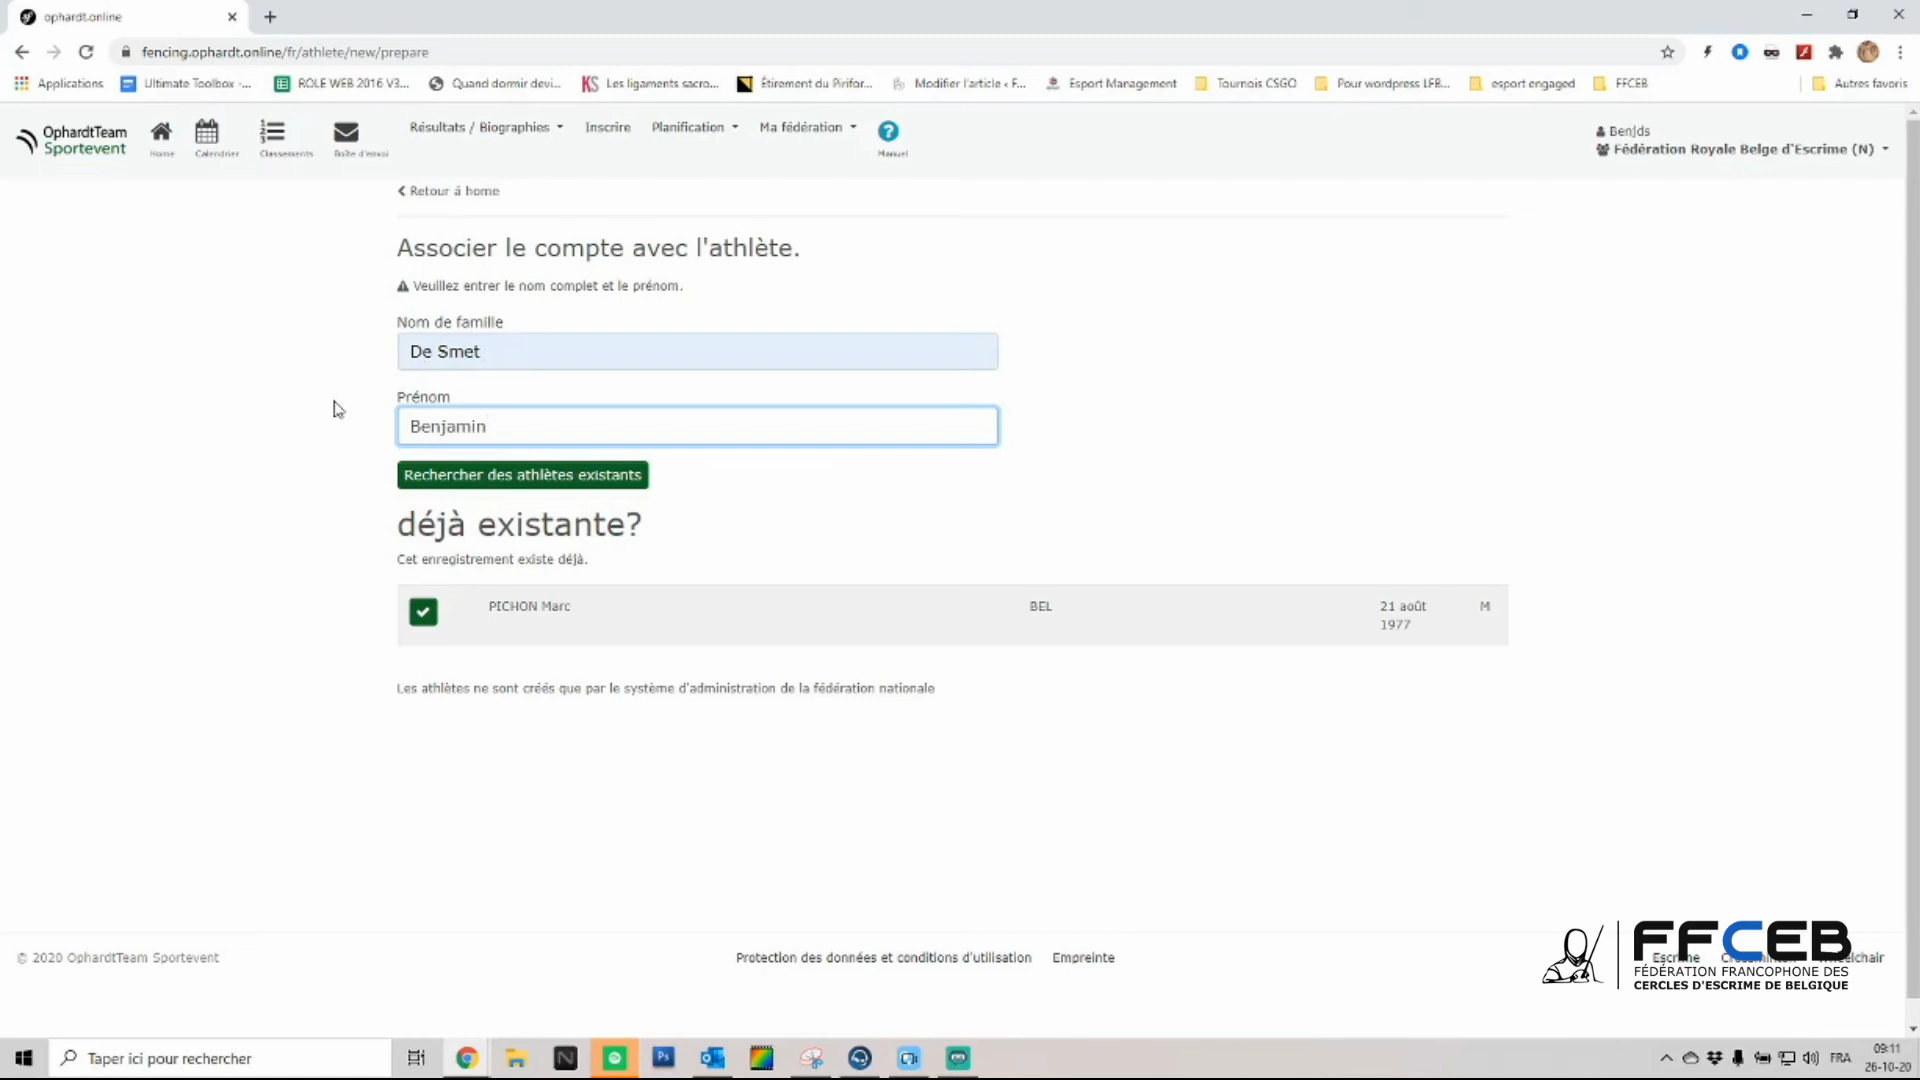 ophardt.online
fencing.ophardt.online/fr/athlete/new/prepare
Applications Ultimate Toolbox -... ROLE WEB 2016 V3... Quand dormir devi... KS Les ligaments sacro... Étirement du Pirifor... Modifier l'article ‹ F... Esport Management Tournois CSGO Pour wordpress LFB... esport engaged FFCEB Autres favoris
OphardtTeam
Sportevent
Home Calendrier Classements Boîte d'envoi
Résultats / Biographies Inscrire Planification Ma fédération
Manuel
Benjds
Fédération Royale Belge d'Escrime (N)
Retour á home
Associer le compte avec l'athlète.
Veuillez entrer le nom complet et le prénom.
Nom de famille
De Smet
Prénom
Benjamin
Rechercher des athlètes existants
déjà existante?
Cet enregistrement existe déjà.
PICHON Marc BEL 21 août
1977
M
Les athlètes ne sont créés que par le système d'administration de la fédération nationale
© 2020 OphardtTeam Sportevent
Protection des données et conditions d'utilisation Empreinte
Escrime
FFCEB
FÉDÉRATION FRANCOPHONE DES
CERCLES D'ESCRIME DE BELGIQUE
Taper ici pour rechercher
Ps
FRA
09:11
26-10-20